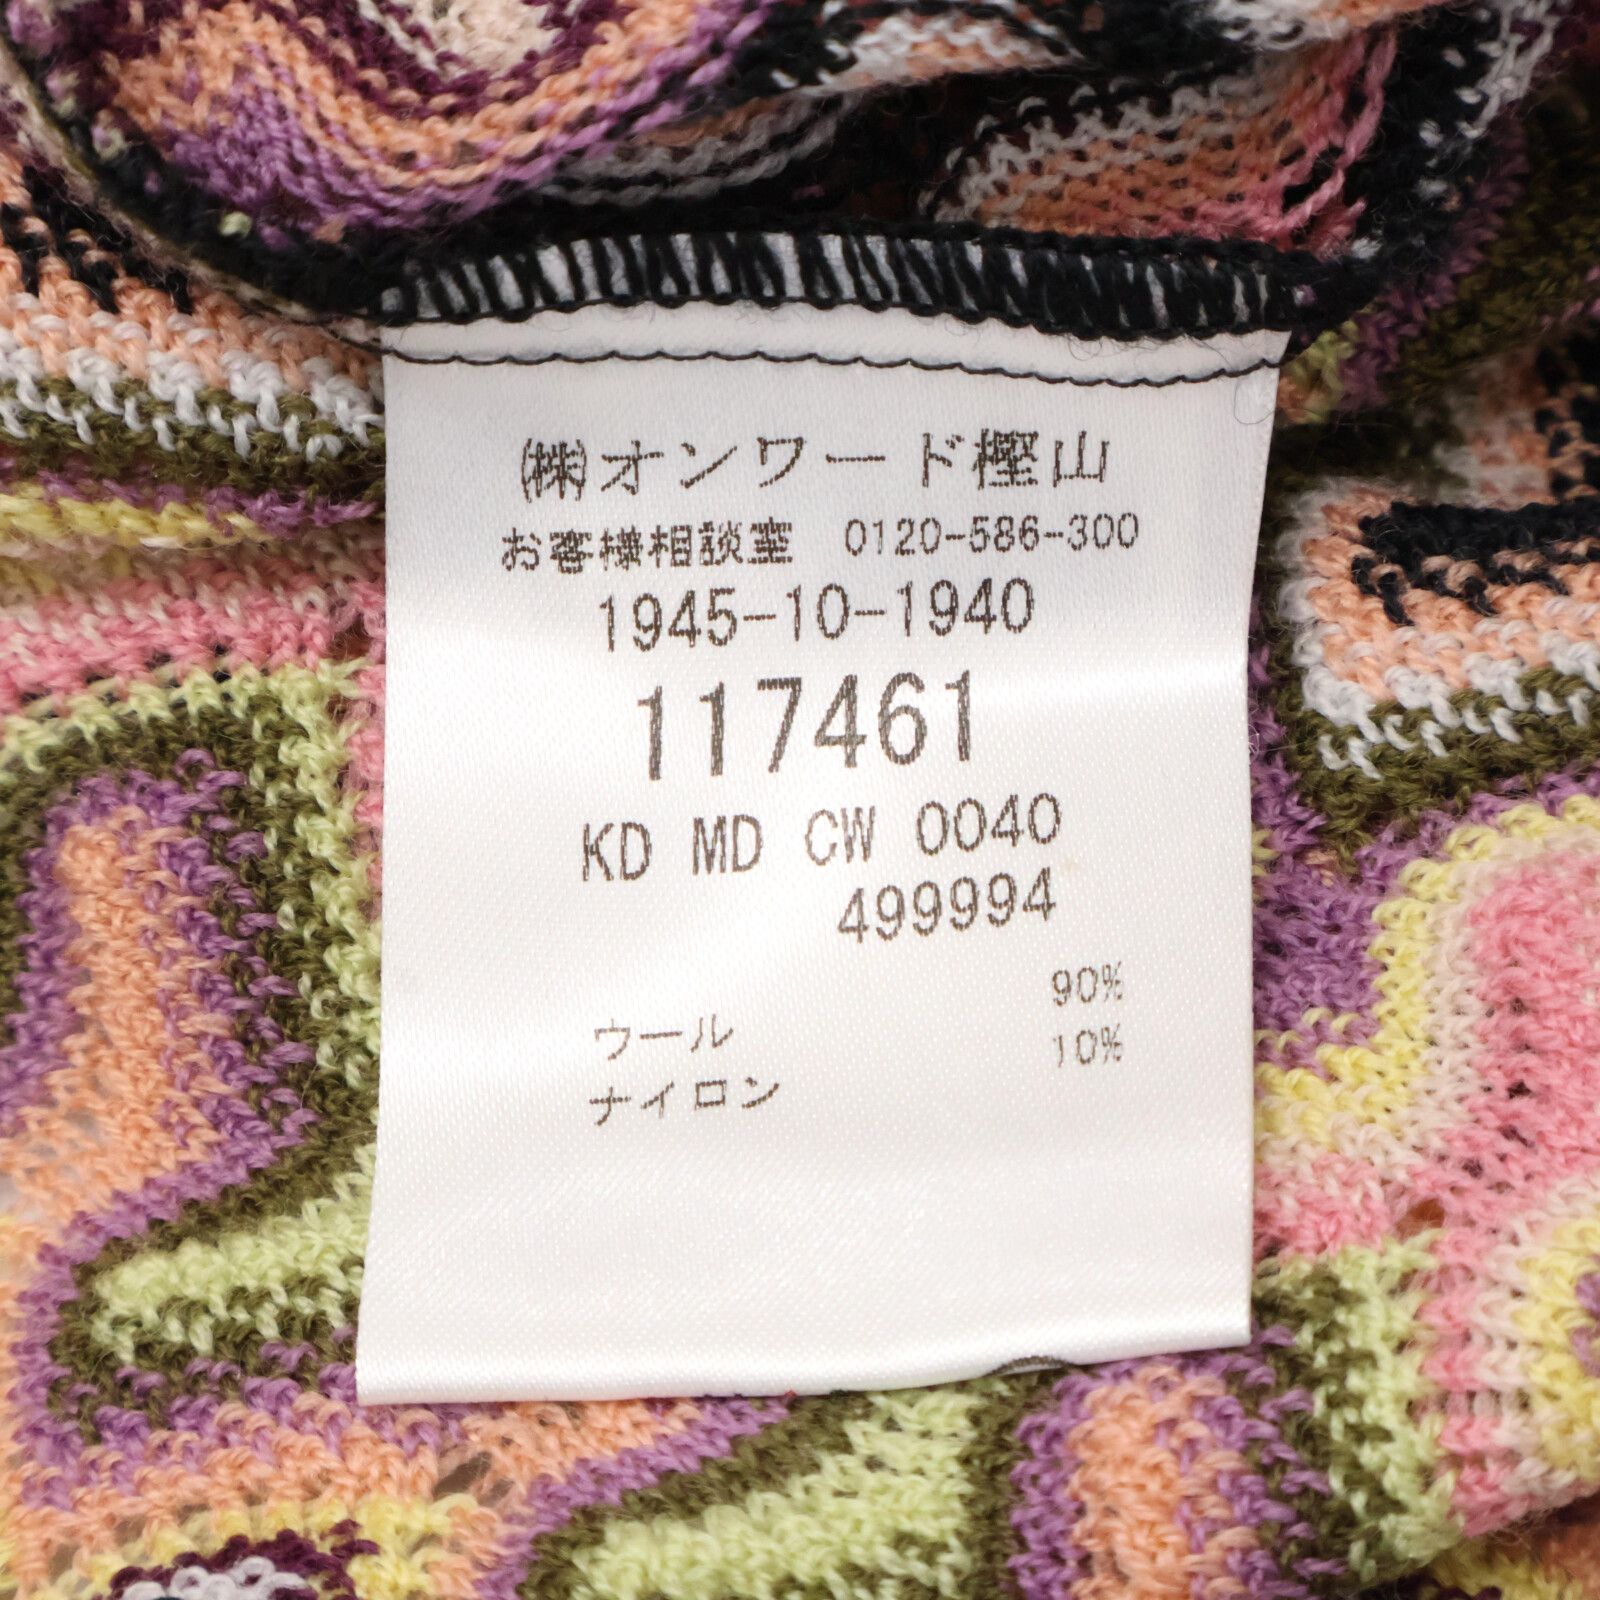 (株)オンワード樫山
お客様相談室 0120-586-300
1945-10-1940
117461
KD MD CW 0040
499994
ウール 90%
ナイロン 10%